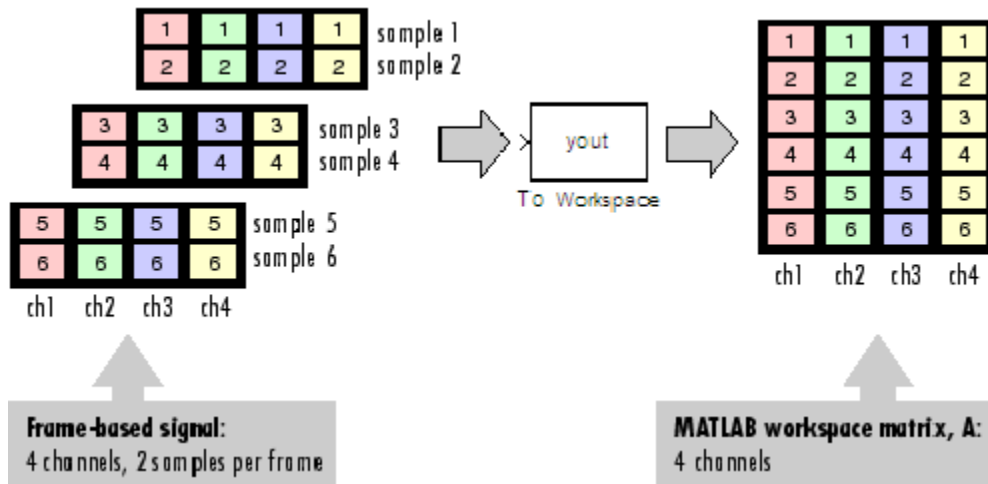 1 1 1 1 sample 1
2 2 2 2 sample 2
3 3 3 3 sample 3
4 4 4 4 sample 4
5 5 5 5 sample 5
6 6 6 6 sample 6
ch1 ch2 ch3 ch4
Frame-based signal:
4 channels, 2 samples per frame
yout
To Workspace
1 1 1 1
2 2 2 2
3 3 3 3
4 4 4 4
5 5 5 5
6 6 6 6
ch1 ch2 ch3 ch4
MATLAB workspace matrix, A:
4 channels